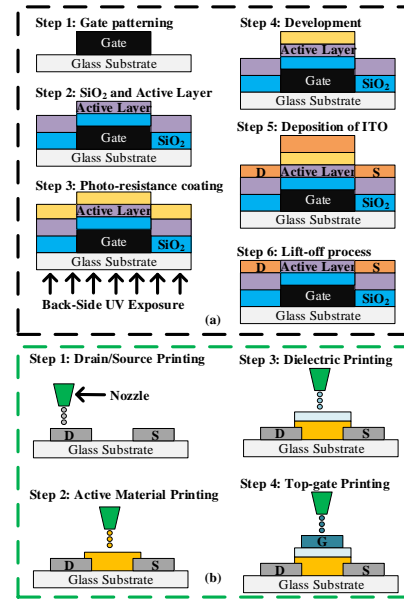 Step 1: Gate patterning
Gate
Glass Substrate
Step 2: SiO2 and Active Layer
Active Layer
Gate
SiO2
Glass Substrate
Step 3: Photo-resistance coating
Active Layer
Gate
SiO2
Glass Substrate
Back-Side UV Exposure
Step 4: Development
Active Layer
Gate
SiO2
Glass Substrate
Step 5: Deposition of ITO
D
Active Layer
S
Gate
SiO2
Glass Substrate
Step 6: Lift-off process
D
Active Layer
S
Gate
SiO2
Glass Substrate
(a)
Step 1: Drain/Source Printing
Nozzle
D
S
Glass Substrate
Step 2: Active Material Printing
D
S
Glass Substrate
Step 3: Dielectric Printing
D
S
Glass Substrate
Step 4: Top-gate Printing
G
D
S
Glass Substrate
(b)